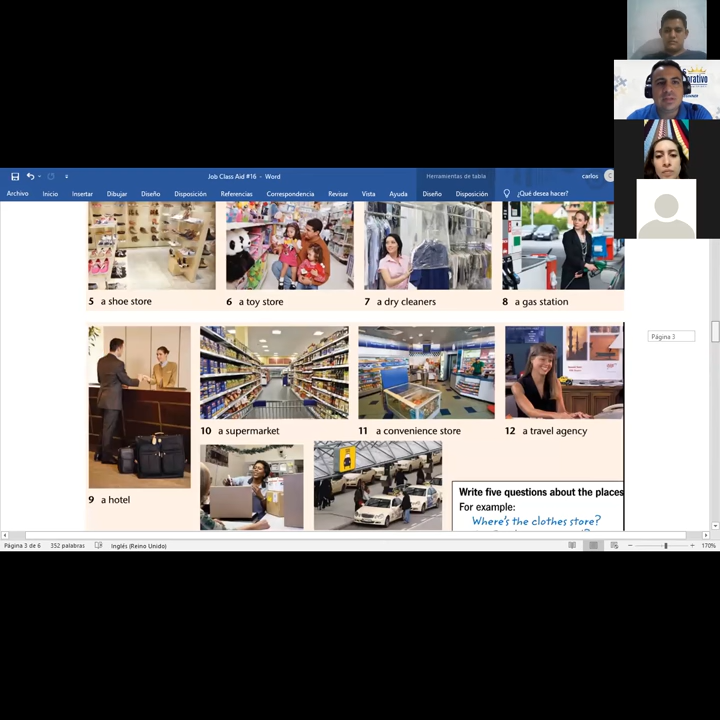 orativo
Job Class Aid #16 - Word
Herramientas de tabla
carlos
Archivo Inicio Insertar Dibujar Diseño Disposición Referencias Correspondencia Revisar Vista Ayuda Diseño Disposición ¿Qué desea hacer?
5 a shoe store
6 a toy store
7 a dry cleaners
8 a gas station
Página 3
10 a supermarket
11 a convenience store
12 a travel agency
9 a hotel
Write five questions about the places
For example:
Where's the clothes store?
Página 3 de 6 352 palabras Inglés (Reino Unido) 170%